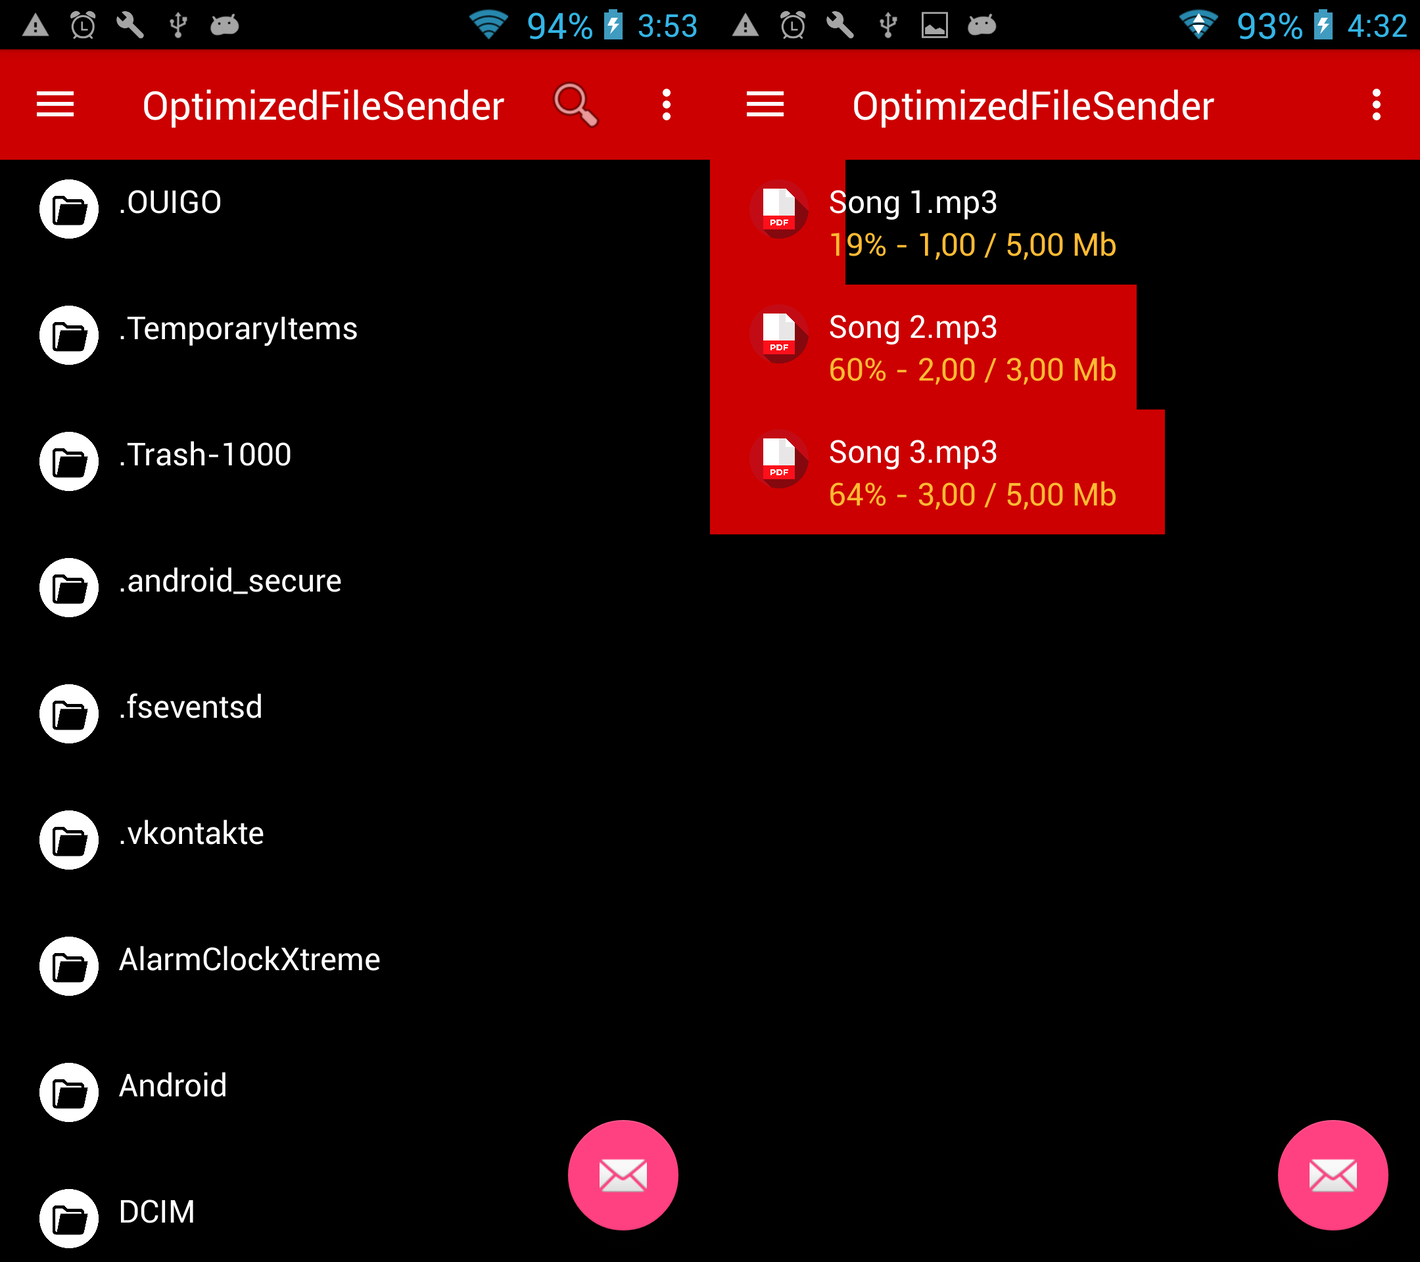 94% 3:53
OptimizedFileSender
.OUIGO
.TemporaryItems
.Trash-1000
.android_secure
.fseventsd
.vkontakte
AlarmClockXtreme
Android
DCIM
93% 4:32
OptimizedFileSender
PDF
Song 1.mp3
19% - 1,00 / 5,00 Mb
PDF
Song 2.mp3
60% - 2,00 / 3,00 Mb
PDF
Song 3.mp3
64% - 3,00 / 5,00 Mb